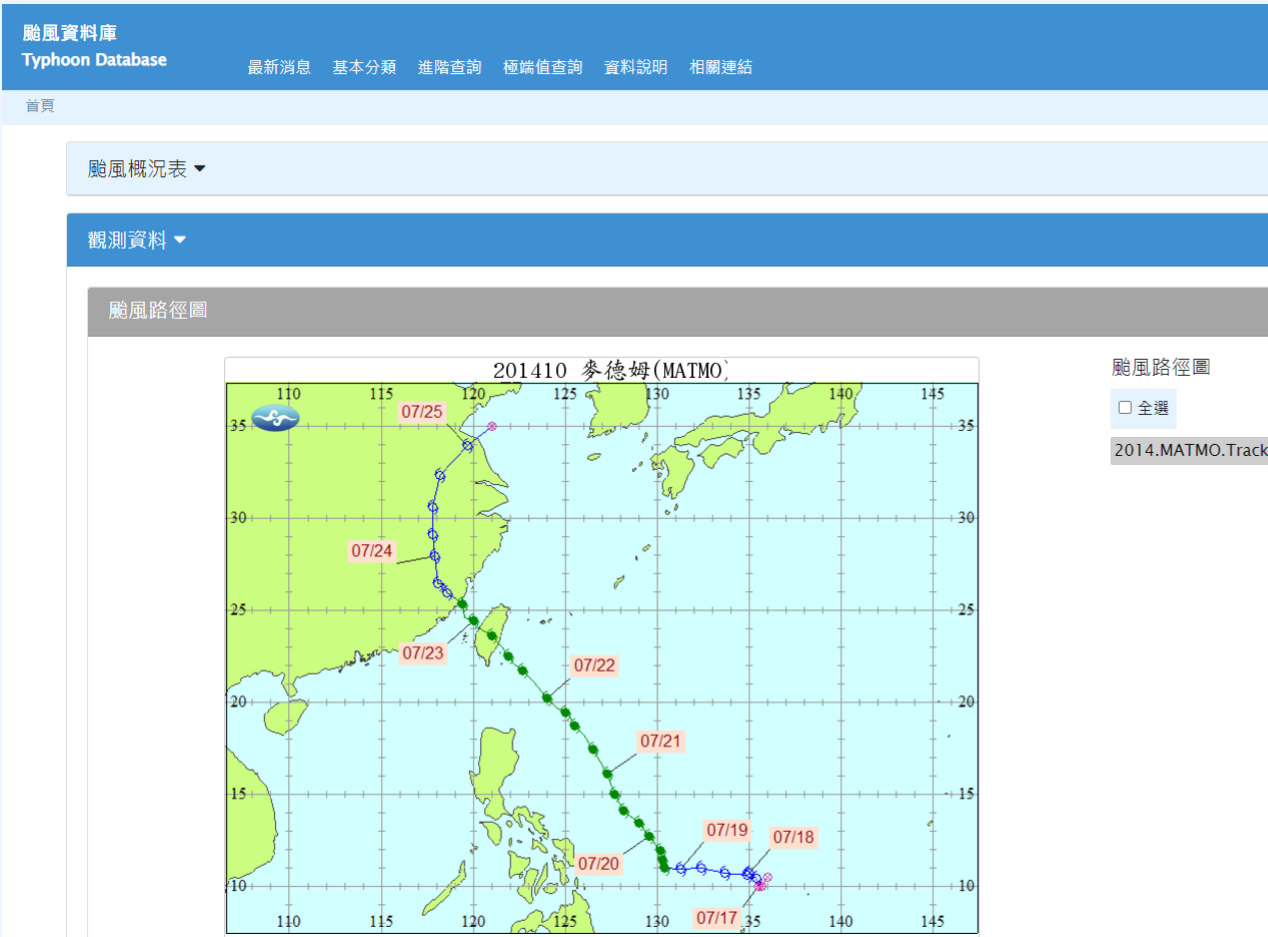 颱風資料庫
Typhoon Database
最新消息 基本分類 進階查詢 極端值查詢 資料說明 相關連結
首頁
颱風概況表
觀測資料
颱風路徑圖
201410 麥德姆(MATMO)
110 115 120 125 130 135 140 145
07/25
35 35
30 30
07/24
25 25
07/23
07/22
20 20
07/21
15 15
07/19
07/18
07/20
10 10
07/17
110 115 120 125 130 135 140 145
颱風路徑圖
全選
2014.MATMO.Track